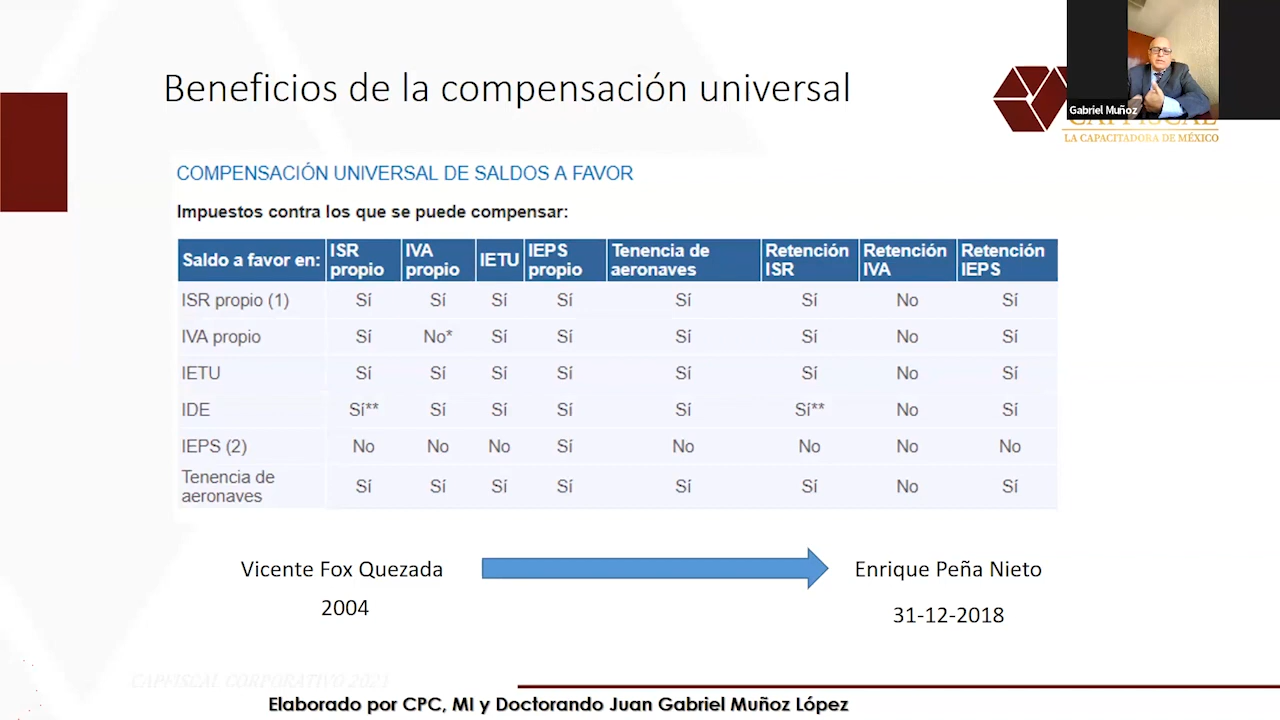 Beneficios de la compensación universal
Gabriel Muñoz
CAPFISCAL
LA CAPACITADORA DE MÉXICO
COMPENSACIÓN UNIVERSAL DE SALDOS A FAVOR
Impuestos contra los que se puede compensar:
Saldo a favor en: ISR propio IVA propio IETU IEPS propio Tenencia de aeronaves Retención ISR Retención IVA Retención IEPS
ISR propio (1) Sí Sí Sí Sí Sí Sí No Sí
IVA propio Sí No* Sí Sí Sí Sí No Sí
IETU Sí Sí Sí Sí Sí Sí No Sí
IDE Sí** Sí Sí Sí Sí Sí** No Sí
IEPS (2) No No No Sí No No No No
Tenencia de aeronaves Sí Sí Sí Sí Sí Sí No Sí
Vicente Fox Quezada
Enrique Peña Nieto
2004
31-12-2018
CAPFISCAL CORPORATIVO 2021
Elaborado por CPC, MI y Doctorando Juan Gabriel Muñoz López